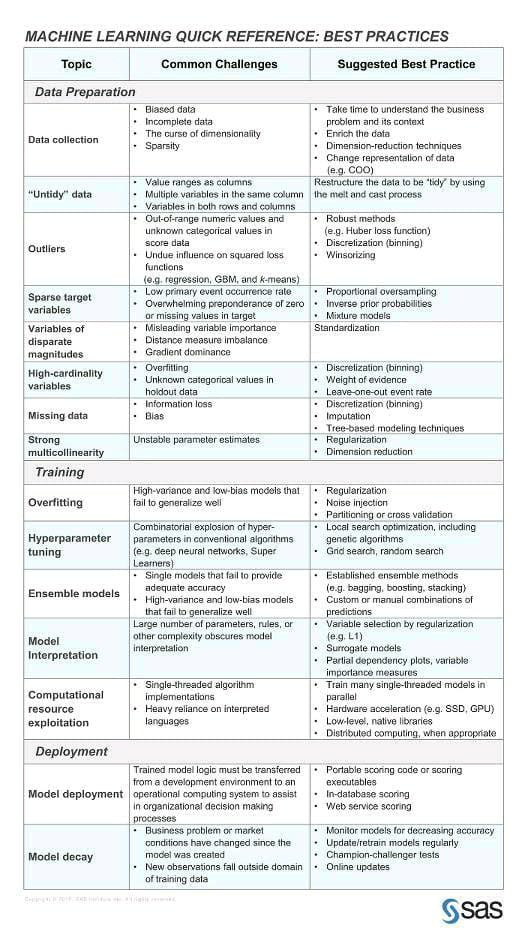 MACHINE LEARNING QUICK REFERENCE: BEST PRACTICES
Topic
Common Challenges
Suggested Best Practice
Data Preparation
Data collection
• Biased data
• Incomplete data
• The curse of dimensionality
• Sparsity
• Take time to understand the business
problem and its context
• Enrich the data
• Dimension-reduction techniques
• Change representation of data
(e.g. COO)
“Untidy” data
• Value ranges as columns
• Multiple variables in the same column
• Variables in both rows and columns
Restructure the data to be “tidy” by using
the melt and cast process
Outliers
• Out-of-range numeric values and
unknown categorical values in
score data
• Undue influence on squared loss
functions
(e.g. regression, GBM, and k-means)
• Robust methods
(e.g. Huber loss function)
• Discretization (binning)
• Winsorizing
Sparse target
variables
• Low primary event occurrence rate
• Overwhelming preponderance of zero
or missing values in target
• Proportional oversampling
• Inverse prior probabilities
• Mixture models
Variables of
disparate
magnitudes
• Misleading variable importance
• Distance measure imbalance
• Gradient dominance
Standardization
High-cardinality
variables
• Overfitting
• Unknown categorical values in
holdout data
• Discretization (binning)
• Weight of evidence
• Leave-one-out event rate
Missing data
• Information loss
• Bias
• Discretization (binning)
• Imputation
• Tree-based modeling techniques
Strong
multicollinearity
Unstable parameter estimates
• Regularization
• Dimension reduction
Training
Overfitting
High-variance and low-bias models that
fail to generalize well
• Regularization
• Noise injection
• Partitioning or cross validation
Hyperparameter
tuning
Combinatorial explosion of hyper-
parameters in conventional algorithms
(e.g. deep neural networks, Super
Learners)
• Local search optimization, including
genetic algorithms
• Grid search, random search
Ensemble models
• Single models that fail to provide
adequate accuracy
• High-variance and low-bias models
that fail to generalize well
• Established ensemble methods
(e.g. bagging, boosting, stacking)
• Custom or manual combinations of
predictions
Model
Interpretation
Large number of parameters, rules, or
other complexity obscures model
interpretation
• Variable selection by regularization
(e.g. L1)
• Surrogate models
• Partial dependency plots, variable
importance measures
Computational
resource
exploitation
• Single-threaded algorithm
implementations
• Heavy reliance on interpreted
languages
• Train many single-threaded models in
parallel
• Hardware acceleration (e.g. SSD, GPU)
• Low-level, native libraries
• Distributed computing, when appropriate
Deployment
Model deployment
Trained model logic must be transferred
from a development environment to an
operational computing system to assist
in organizational decision making
processes
• Portable scoring code or scoring
executables
• In-database scoring
• Web service scoring
Model decay
• Business problem or market
conditions have changed since the
model was created
• New observations fall outside domain
of training data
• Monitor models for decreasing accuracy
• Update/retrain models regularly
• Champion-challenger tests
• Online updates
SAS Institute Inc. All rights reserved.
sas